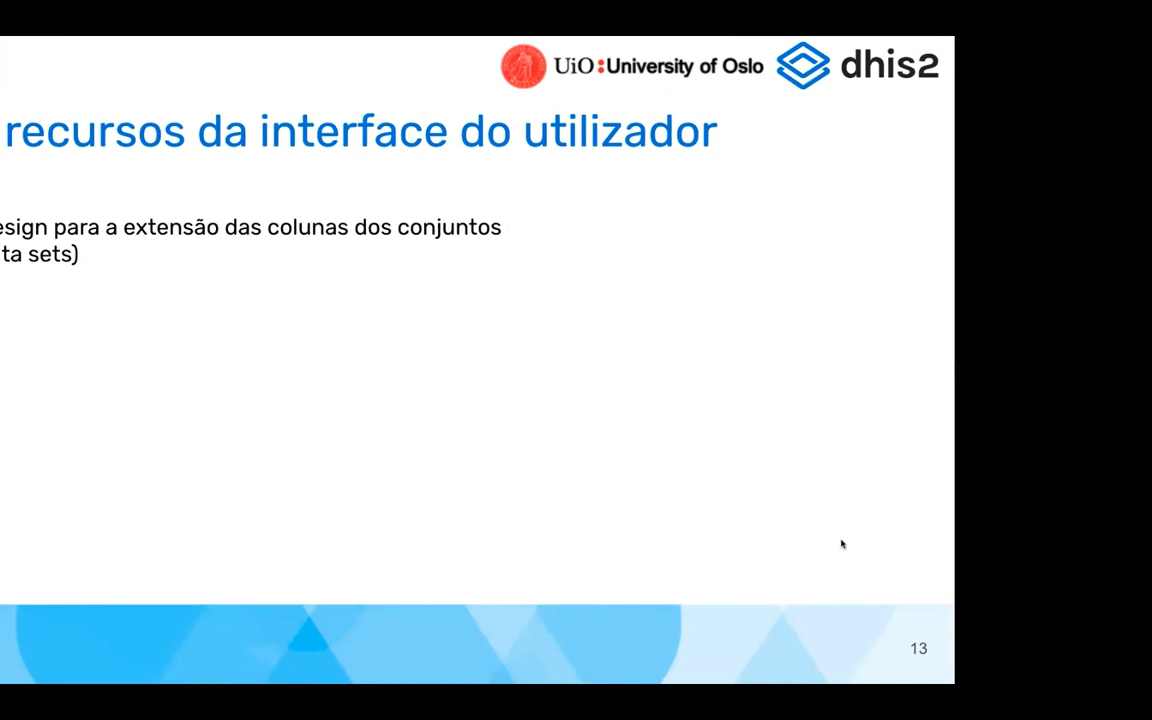 UiO:University of Oslo dhis2
recursos da interface do utilizador
esign para a extensão das colunas dos conjuntos
ta sets)
13